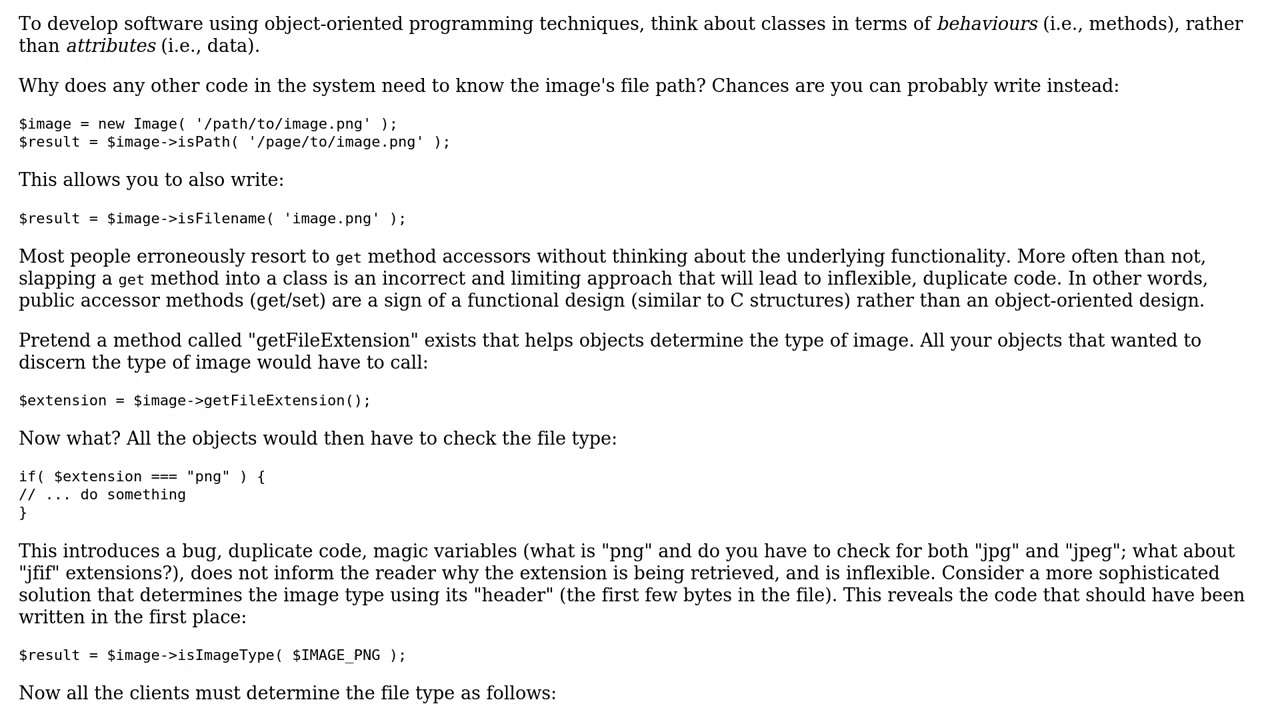 To develop software using object-oriented programming techniques, think about classes in terms of behaviours (i.e., methods), rather
than attributes (i.e., data).
Why does any other code in the system need to know the image's file path? Chances are you can probably write instead:
$image = new Image( '/path/to/image.png' );
$result = $image->isPath( '/page/to/image.png' );
This allows you to also write:
$result = $image->isFilename( 'image.png' );
Most people erroneously resort to get method accessors without thinking about the underlying functionality. More often than not,
slapping a get method into a class is an incorrect and limiting approach that will lead to inflexible, duplicate code. In other words,
public accessor methods (get/set) are a sign of a functional design (similar to C structures) rather than an object-oriented design.
Pretend a method called "getFileExtension" exists that helps objects determine the type of image. All your objects that wanted to
discern the type of image would have to call:
$extension = $image->getFileExtension();
Now what? All the objects would then have to check the file type:
if( $extension === "png" ) {
// ... do something
}
This introduces a bug, duplicate code, magic variables (what is "png" and do you have to check for both "jpg" and "jpeg"; what about
"jfif" extensions?), does not inform the reader why the extension is being retrieved, and is inflexible. Consider a more sophisticated
solution that determines the image type using its "header" (the first few bytes in the file). This reveals the code that should have been
written in the first place:
$result = $image->isImageType( $IMAGE_PNG );
Now all the clients must determine the file type as follows: